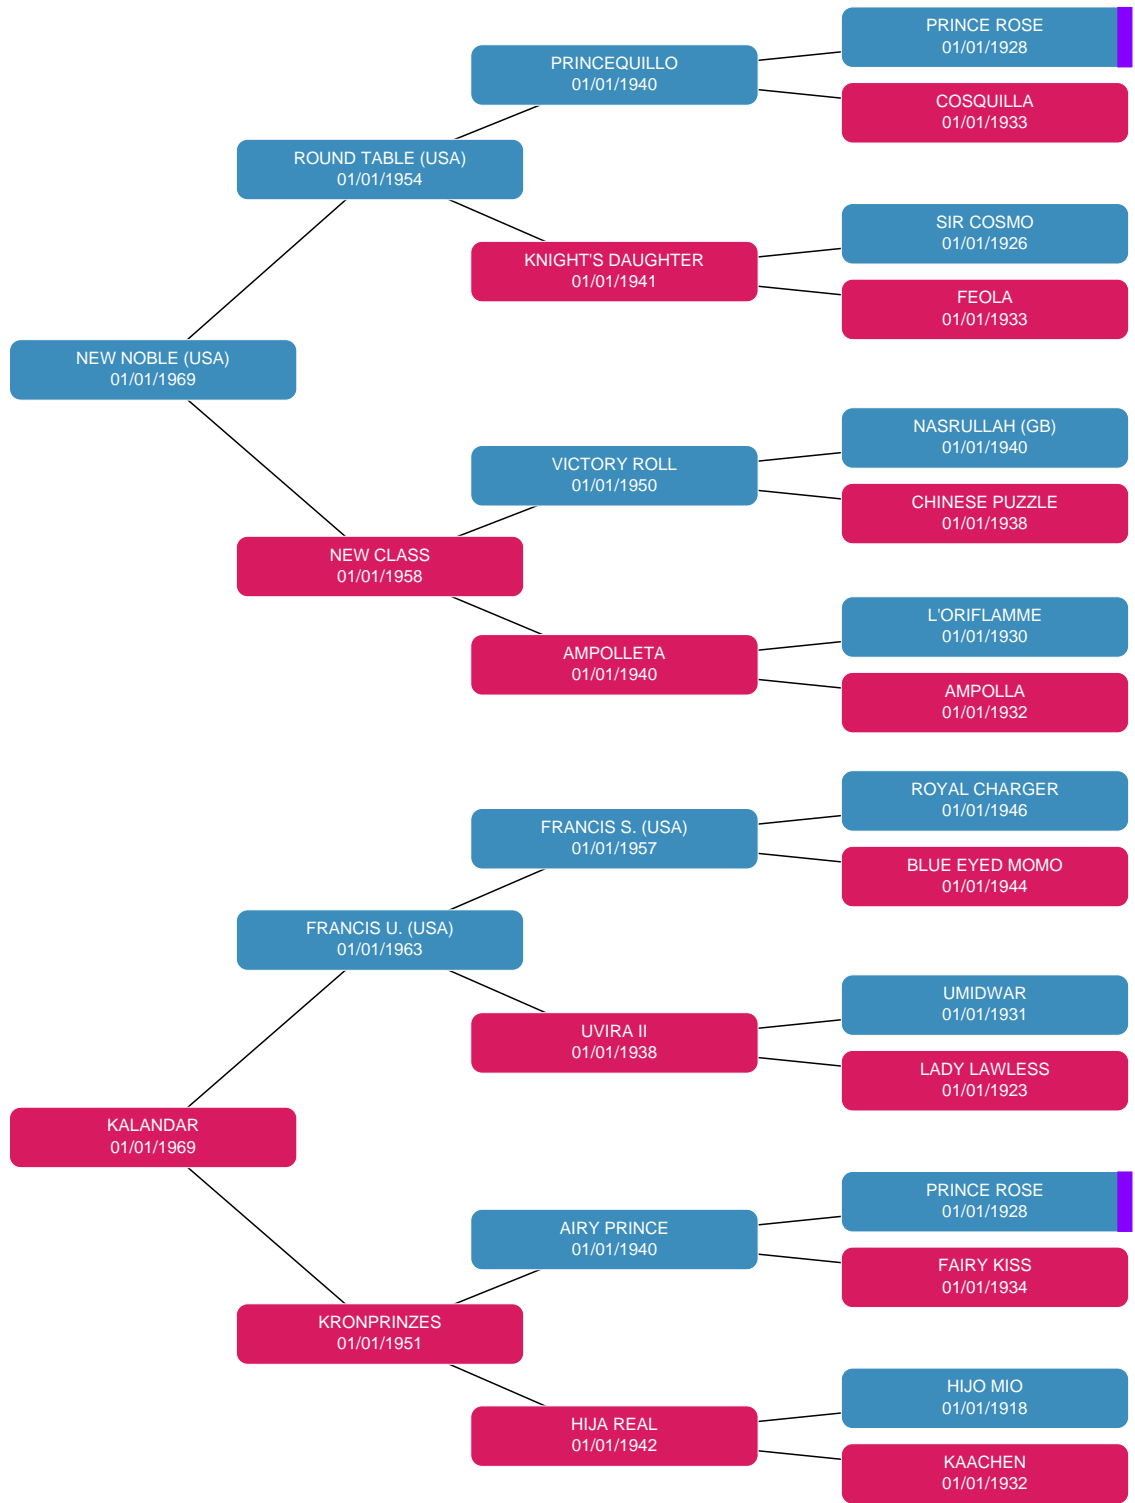 PRINCE ROSE
01/01/1928
PRINCEQUILLO
01/01/1940
COSQUILLA
01/01/1933
ROUND TABLE (USA)
01/01/1954
SIR COSMO
01/01/1926
KNIGHT'S DAUGHTER
01/01/1941
FEOLA
01/01/1933
NEW NOBLE (USA)
01/01/1969
NASRULLAH (GB)
01/01/1940
VICTORY ROLL
01/01/1950
CHINESE PUZZLE
01/01/1938
NEW CLASS
01/01/1958
L'ORIFLAMME
01/01/1930
AMPOLLETA
01/01/1940
AMPOLLA
01/01/1932
ROYAL CHARGER
01/01/1946
FRANCIS S. (USA)
01/01/1957
BLUE EYED MOMO
01/01/1944
FRANCIS U. (USA)
01/01/1963
UMIDWAR
01/01/1931
UVIRA II
01/01/1938
LADY LAWLESS
01/01/1923
KALANDAR
01/01/1969
PRINCE ROSE
01/01/1928
AIRY PRINCE
01/01/1940
FAIRY KISS
01/01/1934
KRONPRINZES
01/01/1951
HIJO MIO
01/01/1918
HIJA REAL
01/01/1942
KAACHEN
01/01/1932